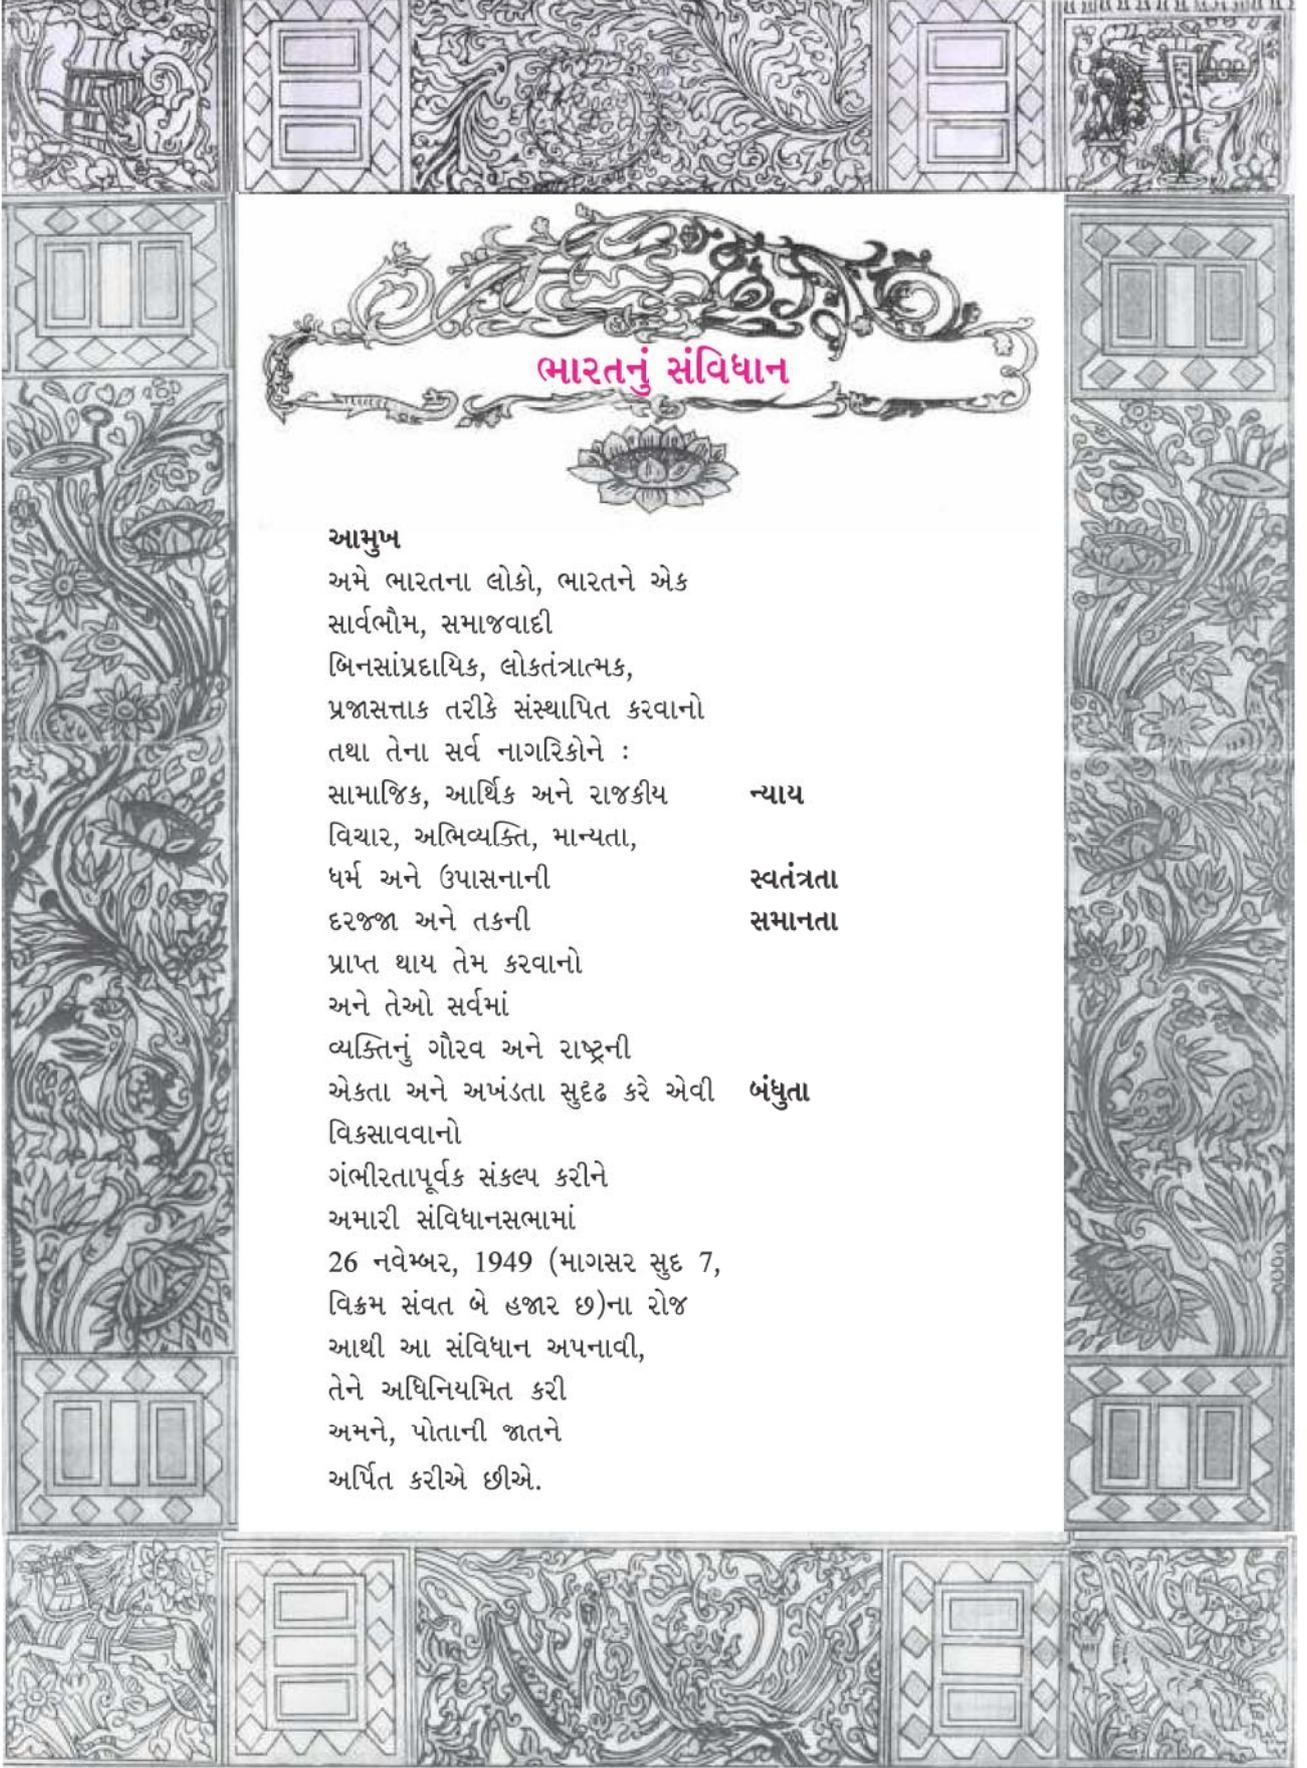 ભારતનું સંવિધાન
આમુખ
અમે ભારતના લોકો, ભારતને એક
સાર્વભૌમ, સમાજવાદી
બિનસાંપ્રદાયિક, લોકતંત્રાત્મક,
પ્રજાસત્તાક તરીકે સંસ્થાપિત કરવાનો
તથા તેના સર્વ નાગરિકોને :
સામાજિક, આર્થિક અને રાજકીય ન્યાય
વિચાર, અભિવ્યક્તિ, માન્યતા,
ધર્મ અને ઉપાસનાની સ્વતંત્રતા
દરજ્જા અને તકની સમાનતા
પ્રાપ્ત થાય તેમ કરવાનો
અને તેઓ સર્વમાં
વ્યક્તિનું ગૌરવ અને રાષ્ટ્રની
એકતા અને અખંડતા સુદૃઢ કરે એવી બંધુતા
વિકસાવવાનો
ગંભીરતાપૂર્વક સંકલ્પ કરીને
અમારી સંવિધાનસભામાં
26 નવેમ્બર, 1949 (માગસર સુદ 7,
વિક્રમ સંવત બે હજાર છ)ના રોજ
આથી આ સંવિધાન અપનાવી,
તેને અધિનિયમિત કરી
અમને, પોતાની જાતને
અર્પિત કરીએ છીએ.